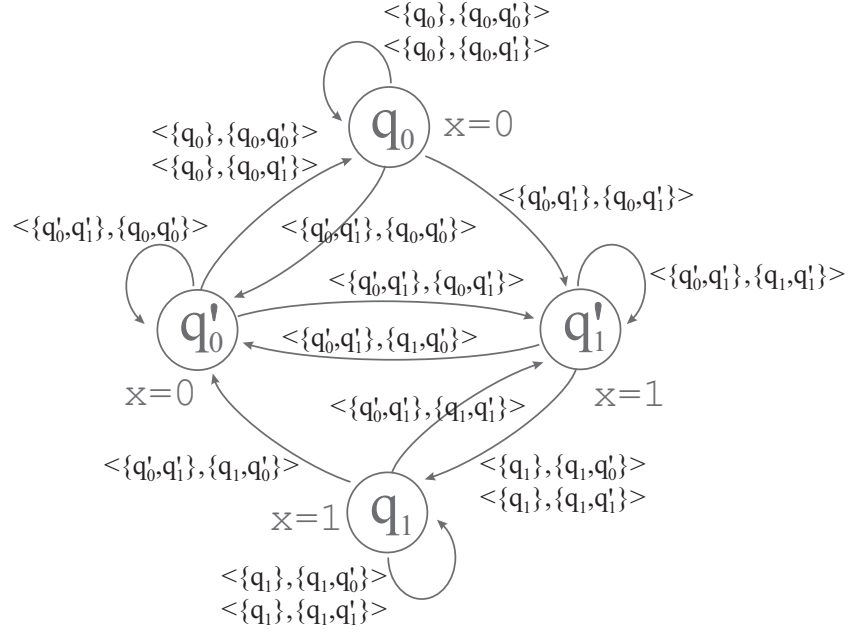 <{q₀},{q₀,q'₀}>
<{q₀},{q₀,q'₁}>
q₀ x=0
<{q₀},{q₀,q'₀}>
<{q₀},{q₀,q'₁}>
<{q'₀,q'₁},{q₀,q'₁}>
<{q'₀,q'₁},{q₀,q'₀}>
<{q'₀,q'₁},{q₀,q'₀}>
<{q'₀,q'₁},{q₀,q'₁}>
<{q'₀,q'₁},{q₁,q'₁}>
q'₀
q'₁
<{q'₀,q'₁},{q₁,q'₀}>
x=0
x=1
<{q'₀,q'₁},{q₁,q'₁}>
<{q'₀,q'₁},{q₁,q'₀}>
<{q₁},{q₁,q'₀}>
<{q₁},{q₁,q'₁}>
x=1 q₁
<{q₁},{q₁,q'₀}>
<{q₁},{q₁,q'₁}>